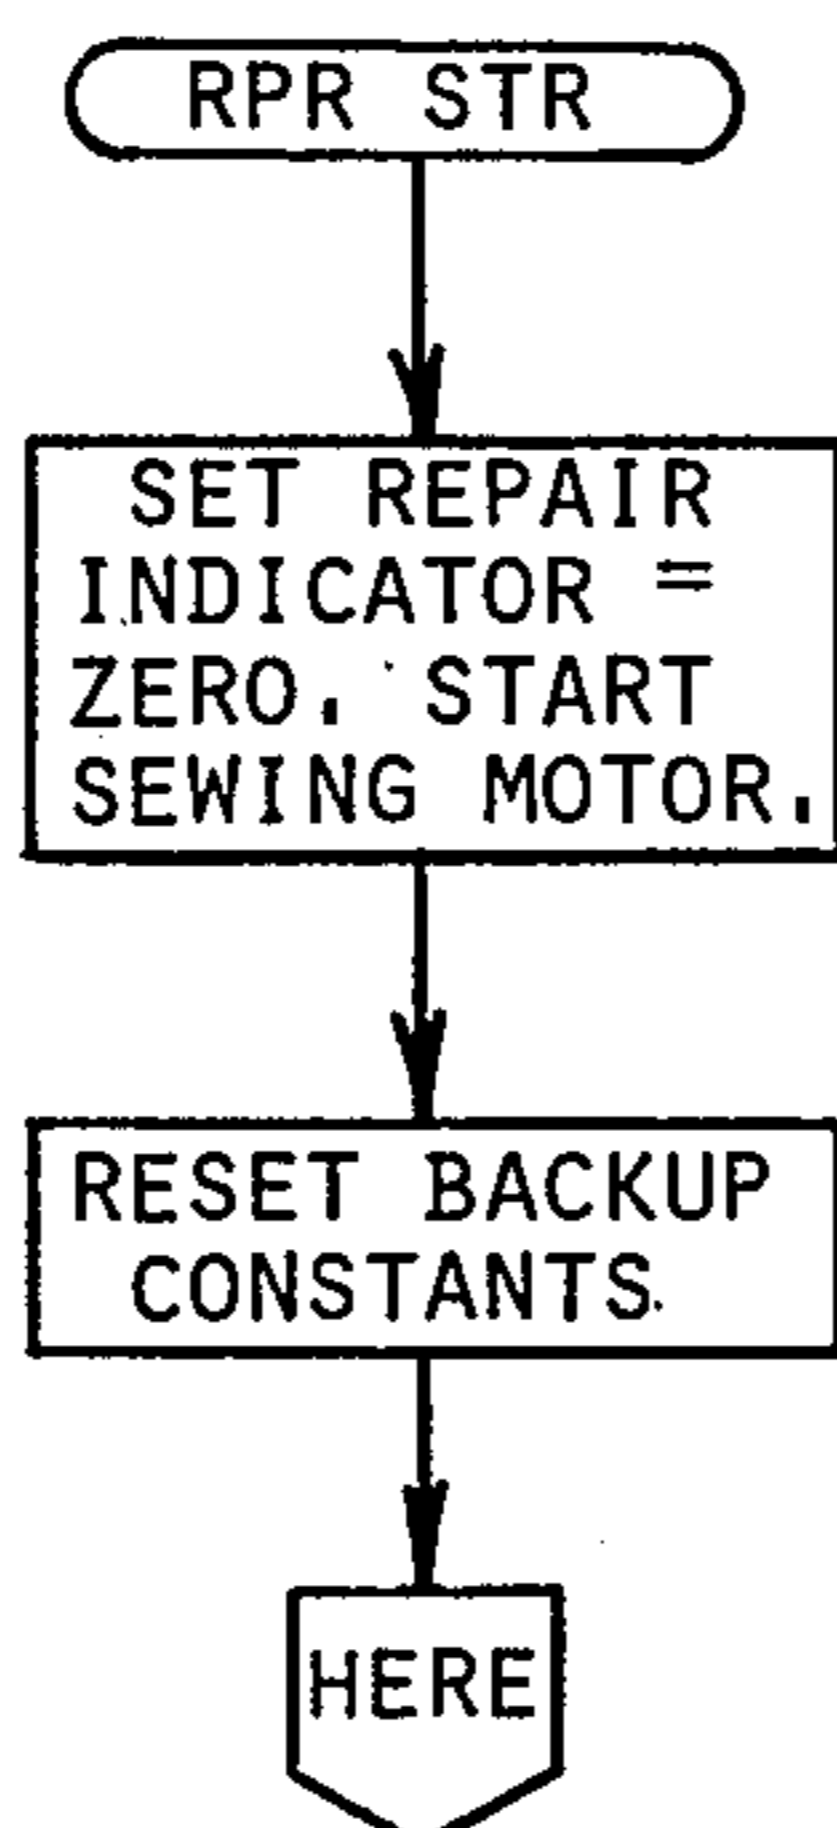 RPR STR
SET REPAIR
INDICATOR =
ZERO. START
SEWING MOTOR.
RESET BACKUP
CONSTANTS.
HERE